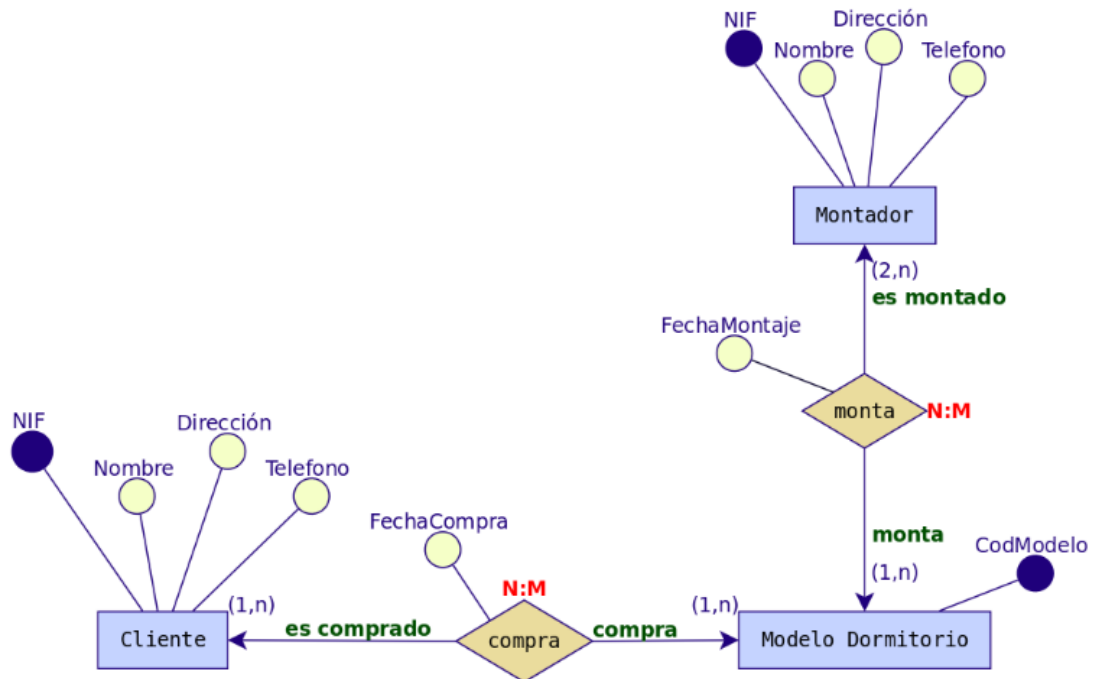 NIF
Dirección
Nombre
Telefono
Montador
(2,n)
es montado
FechaMontaje
monta
N:M
NIF
Dirección
Nombre
Telefono
FechaCompra
monta
CodModelo
(1,n)
N:M
(1,n)
(1,n)
Cliente
es comprado
compra
compra
Modelo Dormitorio